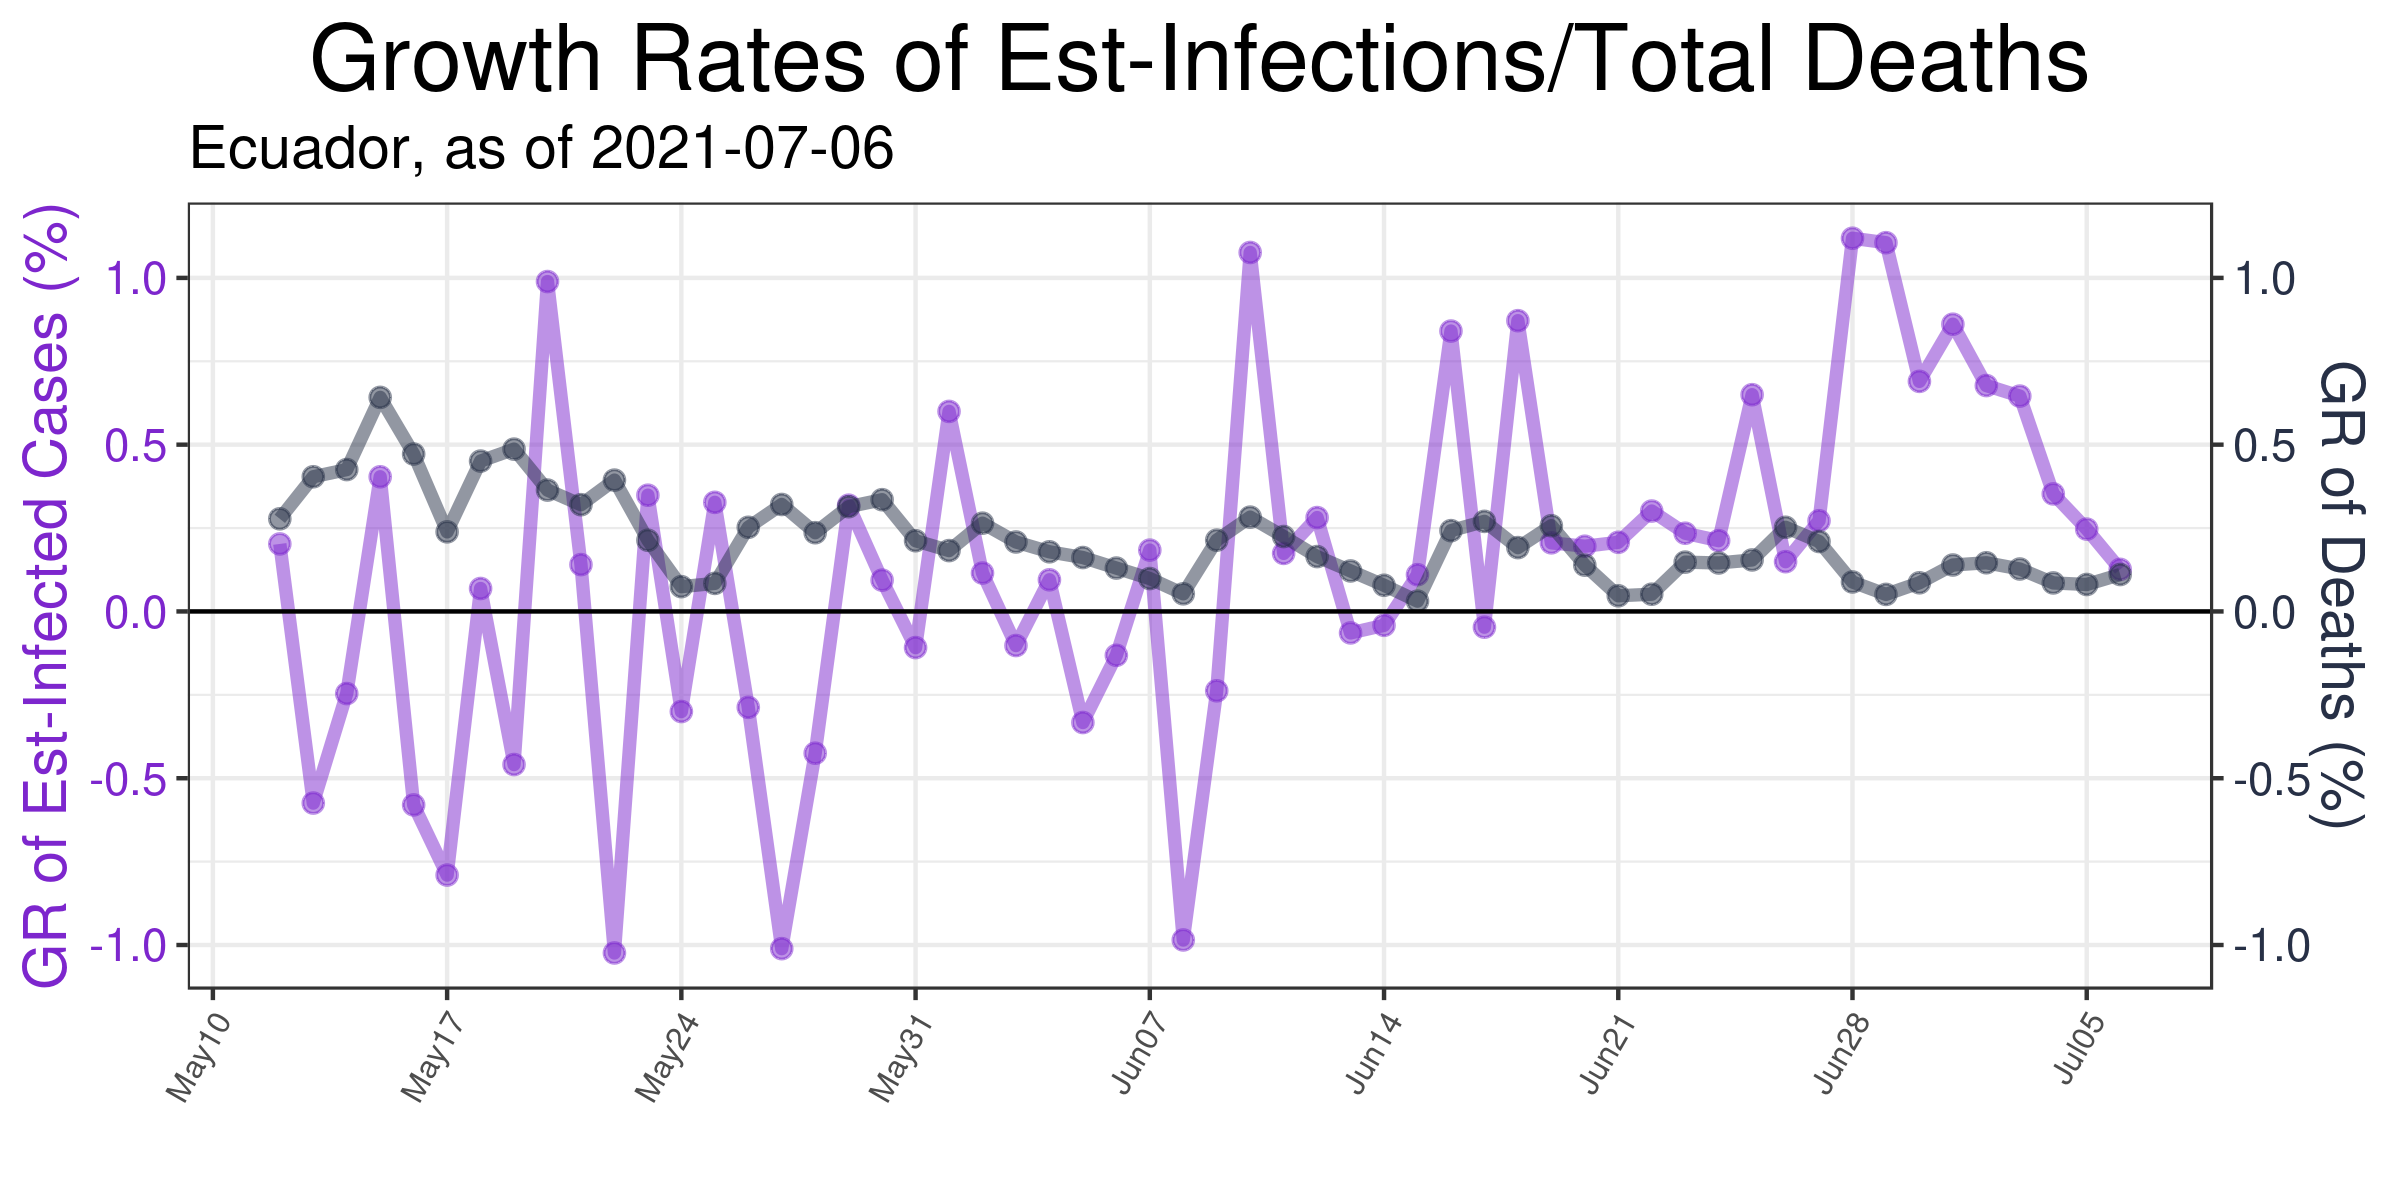 Growth Rates of Est-Infections/Total Deaths
Ecuador, as of 2021-07-06
GR of Est-Infected Cases (%)
1.0
0.5
0.0
-0.5
-1.0
1.0
0.5
0.0
-0.5
-1.0
GR of Deaths (%)
May10
May17
May24
May31
Jun07
Jun14
Jun21
Jun28
Jul05